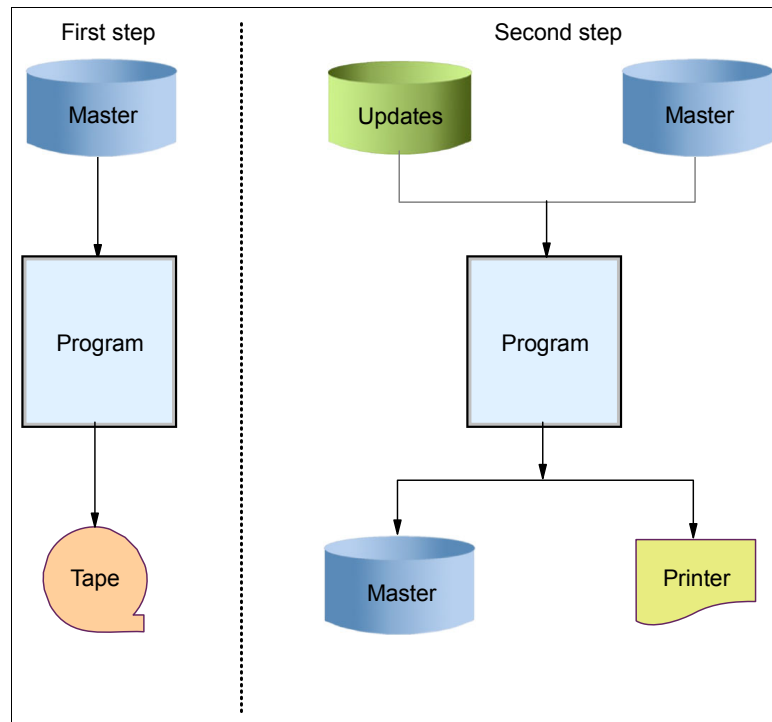 First step
Second step
Master
Updates
Master
Program
Program
Tape
Master
Printer